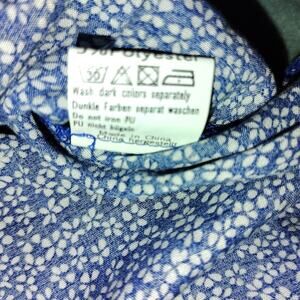 Polyester
30
Wash dark colors separately
Dunkle Farben separat waschen
Do not iron PU
PU nicht bügeln
Made in China
China hergestellt